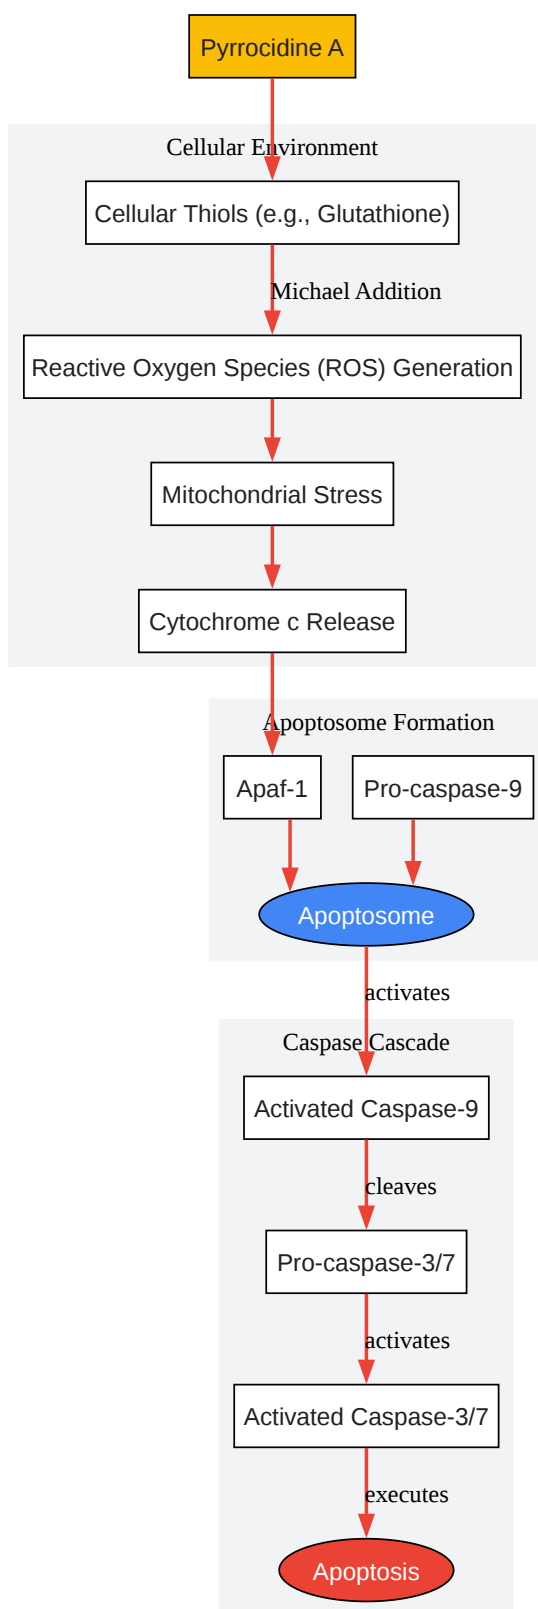 Pyrrocidine A
Cellular Environment
Cellular Thiols (e.g., Glutathione)
Michael Addition
Reactive Oxygen Species (ROS) Generation
Mitochondrial Stress
Cytochrome c Release
Apoptosome Formation
Apaf-1
Pro-caspase-9
Apoptosome
activates
Caspase Cascade
Activated Caspase-9
cleaves
Pro-caspase-3/7
activates
Activated Caspase-3/7
executes
Apoptosis